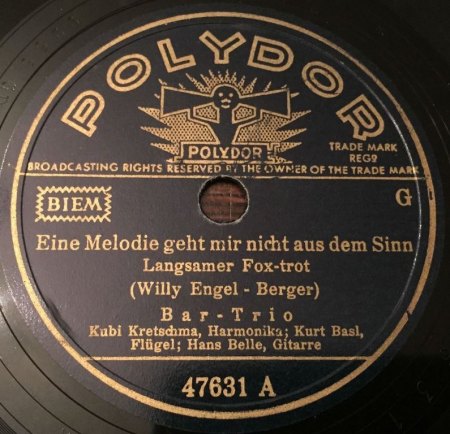 POLYDOR
POLYDOR
TRADE MARK
REGD
BROADCASTING RIGHTS RESERVED BY THE OWNER OF THE TRADE MARK
BIEM
G
Eine Melodie geht mir nicht aus dem Sinn
Langsamer Fox-trot
(Willy Engel - Berger)
Bar-Trio
Kubi Kretschma, Harmonika; Kurt Basl,
Flügel; Hans Belle, Gitarre
47631 A